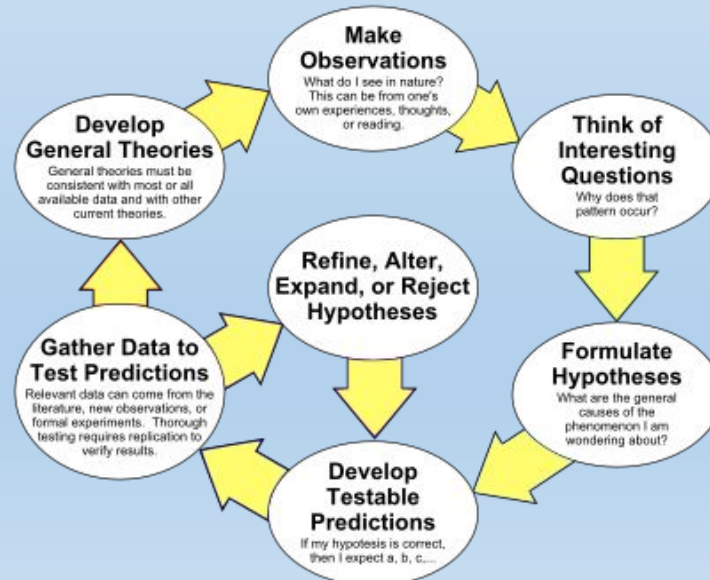 Make
Observations
What do I see in nature?
This can be from one's
own experiences, thoughts,
or reading.
Think of
Interesting
Questions
Why does that
pattern occur?
Formulate
Hypotheses
What are the general
causes of the
phenomenon I am
wondering about?
Develop
Testable
Predictions
If my hypotesis is correct,
then I expect a, b, c,...
Gather Data to
Test Predictions
Relevant data can come from the
literature, new observations, or
formal experiments. Thorough
testing requires replication to
verify results.
Refine, Alter,
Expand, or Reject
Hypotheses
Develop
General Theories
General theories must be
consistent with most or all
available data and with other
current theories.